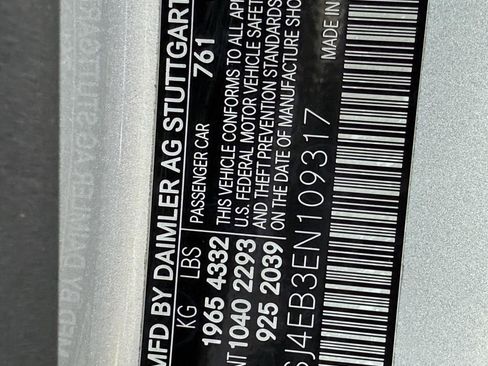 MFD BY DAIMLER AG STUTTGART
KG LBS PASSENGER CAR 761
1965 4332 THIS VEHICLE CONFORMS TO ALL APP
NT 1040 2293 U.S. FEDERAL MOTOR VEHICLE SAFET
925 2039 AND THEFT PREVENTION STANDARDS
ON THE DATE OF MANUFACTURE SHO
J4EB3EN109317 MADE IN